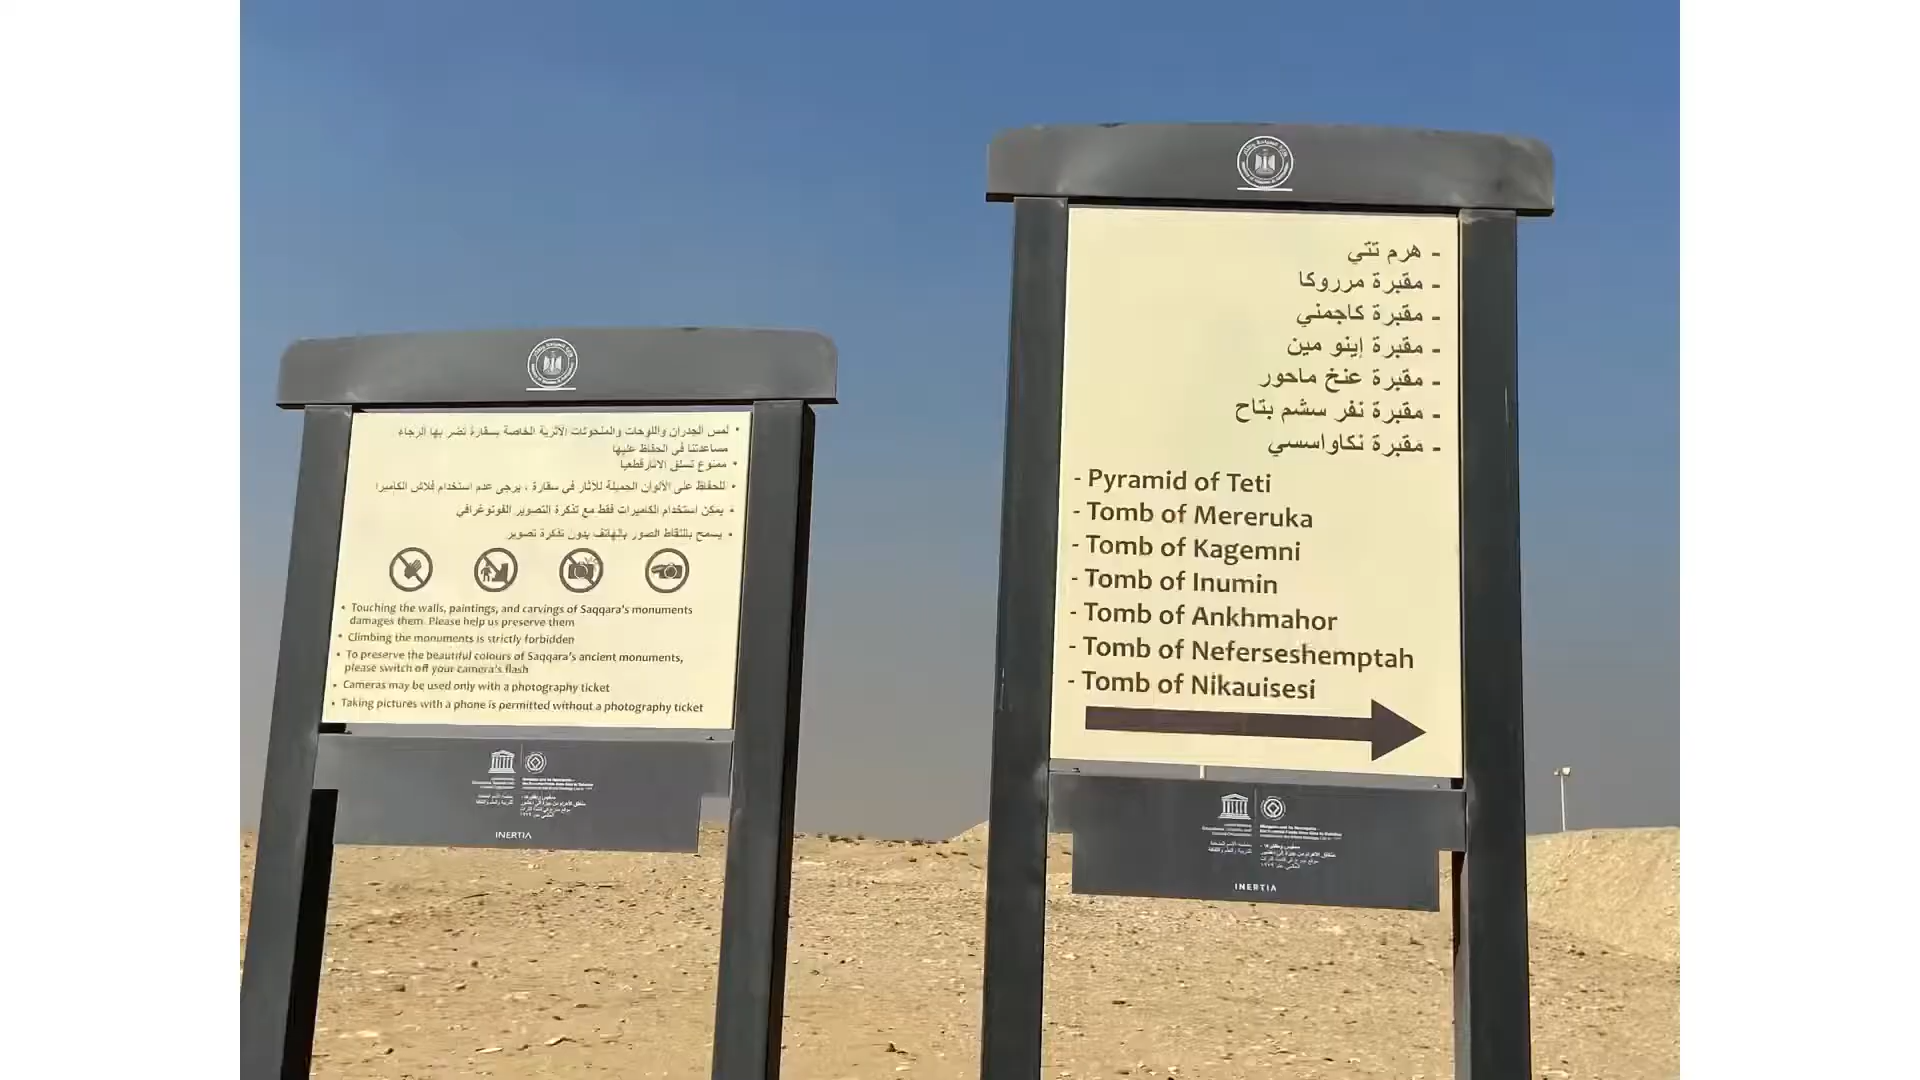 لمس الجدران واللوحات والمنحوتات الأثرية الخاصة بسقارة تضر بها الرجاء
مساعدتنا في الحفاظ عليها
ممنوع تسلق الآثار قطعيا
للحفاظ على الألوان الجميلة للآثار في سقارة ، يرجى عدم استخدام فلاش الكاميرا
يمكن استخدام الكاميرات فقط مع تذكرة التصوير الفوتوغرافي
يسمح بالتقاط الصور بالهاتف بدون تذكرة تصوير
• Touching the walls, paintings, and carvings of Saqqara's monuments
damages them. Please help us preserve them
• Climbing the monuments is strictly forbidden
• To preserve the beautiful colours of Saqqara's ancient monuments,
please switch off your camera's flash
• Cameras may be used only with a photography ticket
• Taking pictures with a phone is permitted without a photography ticket
INERTIA
- هرم تتي
- مقبرة مرروكا
- مقبرة كاجمني
- مقبرة إينو مين
- مقبرة عنخ ماحور
- مقبرة نفر سشم بتاح
- مقبرة نكاواسسي
- Pyramid of Teti
- Tomb of Mereruka
- Tomb of Kagemni
- Tomb of Inumin
- Tomb of Ankhmahor
- Tomb of Neferseshemptah
- Tomb of Nikauisesi
INERTIA